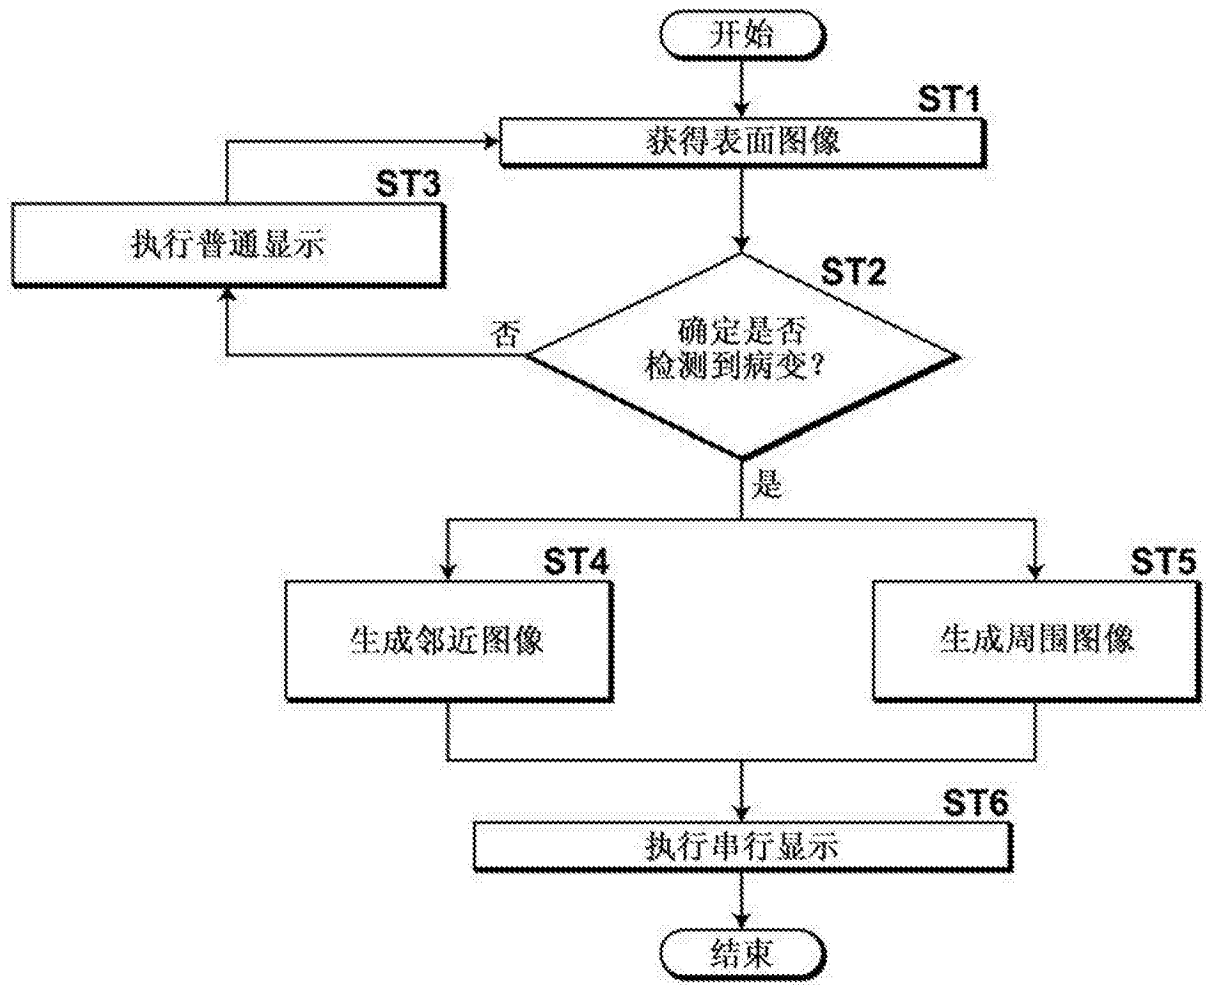 开始
ST1
获得表面图像
ST3
执行普通显示
ST2
确定是否
检测到病变？
否
是
ST4
生成邻近图像
ST5
生成周围图像
ST6
执行串行显示
结束